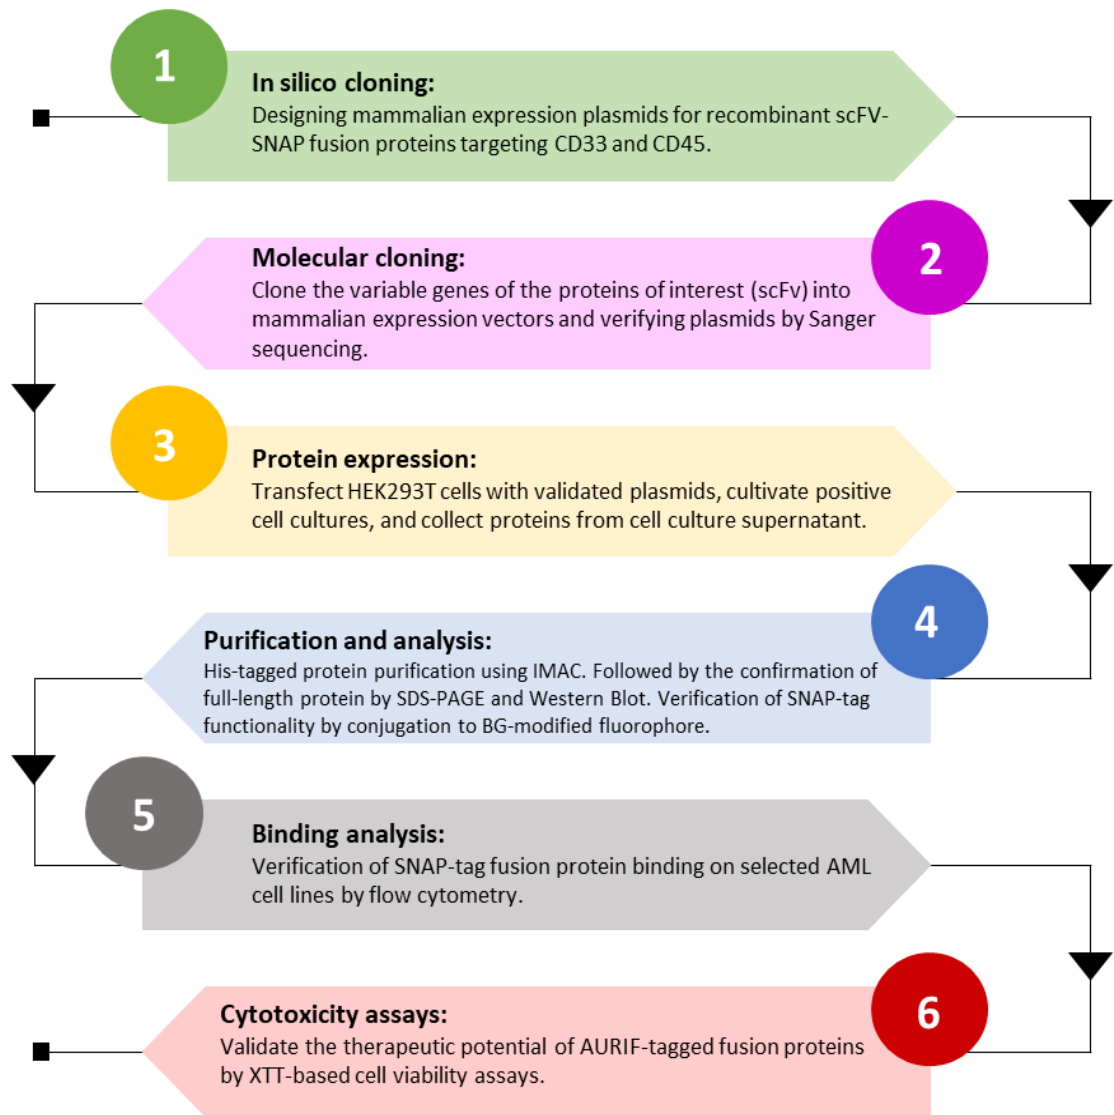 1
In silico cloning:
Designing mammalian expression plasmids for recombinant scFV-
SNAP fusion proteins targeting CD33 and CD45.
2
Molecular cloning:
Clone the variable genes of the proteins of interest (scFv) into
mammalian expression vectors and verifying plasmids by Sanger
sequencing.
3
Protein expression:
Transfect HEK293T cells with validated plasmids, cultivate positive
cell cultures, and collect proteins from cell culture supernatant.
4
Purification and analysis:
His-tagged protein purification using IMAC. Followed by the confirmation of
full-length protein by SDS-PAGE and Western Blot. Verification of SNAP-tag
functionality by conjugation to BG-modified fluorophore.
5
Binding analysis:
Verification of SNAP-tag fusion protein binding on selected AML
cell lines by flow cytometry.
6
Cytotoxicity assays:
Validate the therapeutic potential of AURIF-tagged fusion proteins
by XTT-based cell viability assays.